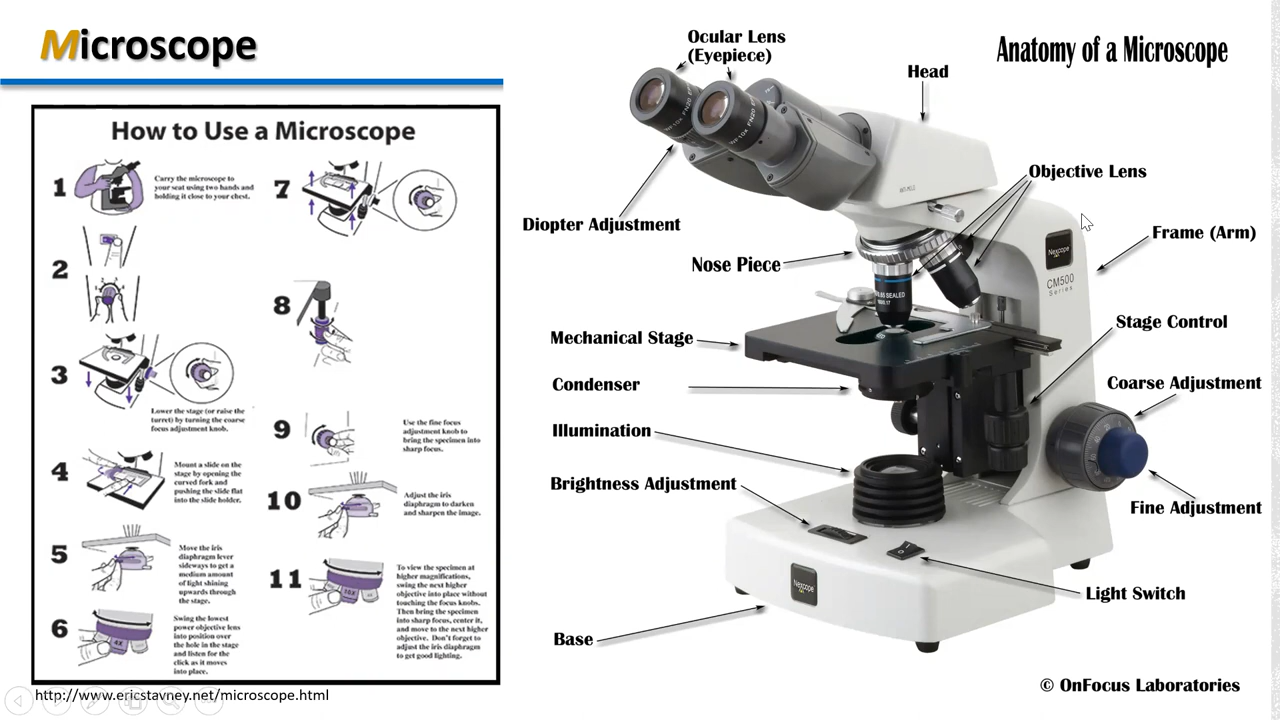 Microscope
How to Use a Microscope
1
Carry the microscope to
your seat using two hands and
holding it close to your chest.
2
3
Lower the stage (or raise the
turret) by turning the coarse
focus adjustment knob.
4
Mount a slide on the
stage by opening the
curved fork and
pushing the slide flat
into the slide holder.
5
Move the iris
diaphragm lever
sideways to get a
medium amount
of light shining
upwards through
the stage.
6
4X
Swing the lowest
power objective lens
into position over
the hole in the stage
and listen for the
click as it moves
into place.
7
8
9
Use the fine focus
adjustment knob to
bring the specimen into
sharp focus.
10
Adjust the iris
diaphragm to darken
and sharpen the image.
11
10X
To view the specimen at
higher magnifications,
swing the next higher
objective into place without
touching the focus knobs.
Then bring the specimen
into sharp focus, center it,
and move to the next higher
objective. Don't forget to
adjust the iris diaphragm
to get good lighting.
http://www.ericstavney.net/microscope.html
Anatomy of a Microscope
Ocular Lens
(Eyepiece)
Head
Objective Lens
Diopter Adjustment
Frame (Arm)
Nose Piece
Nexcope
CM500
Series
Stage Control
Mechanical Stage
Condenser
Coarse Adjustment
Illumination
Brightness Adjustment
Fine Adjustment
Nexcope
Light Switch
Base
© OnFocus Laboratories